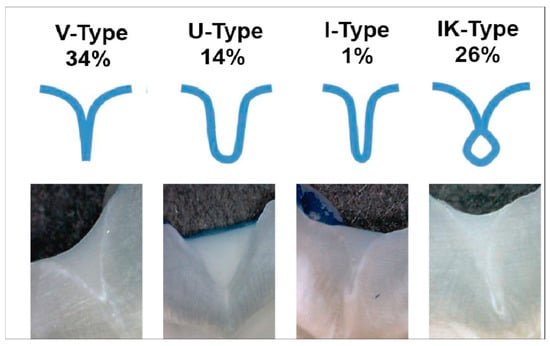 V-Type U-Type I-Type IK-Type
34% 14% 1% 26%